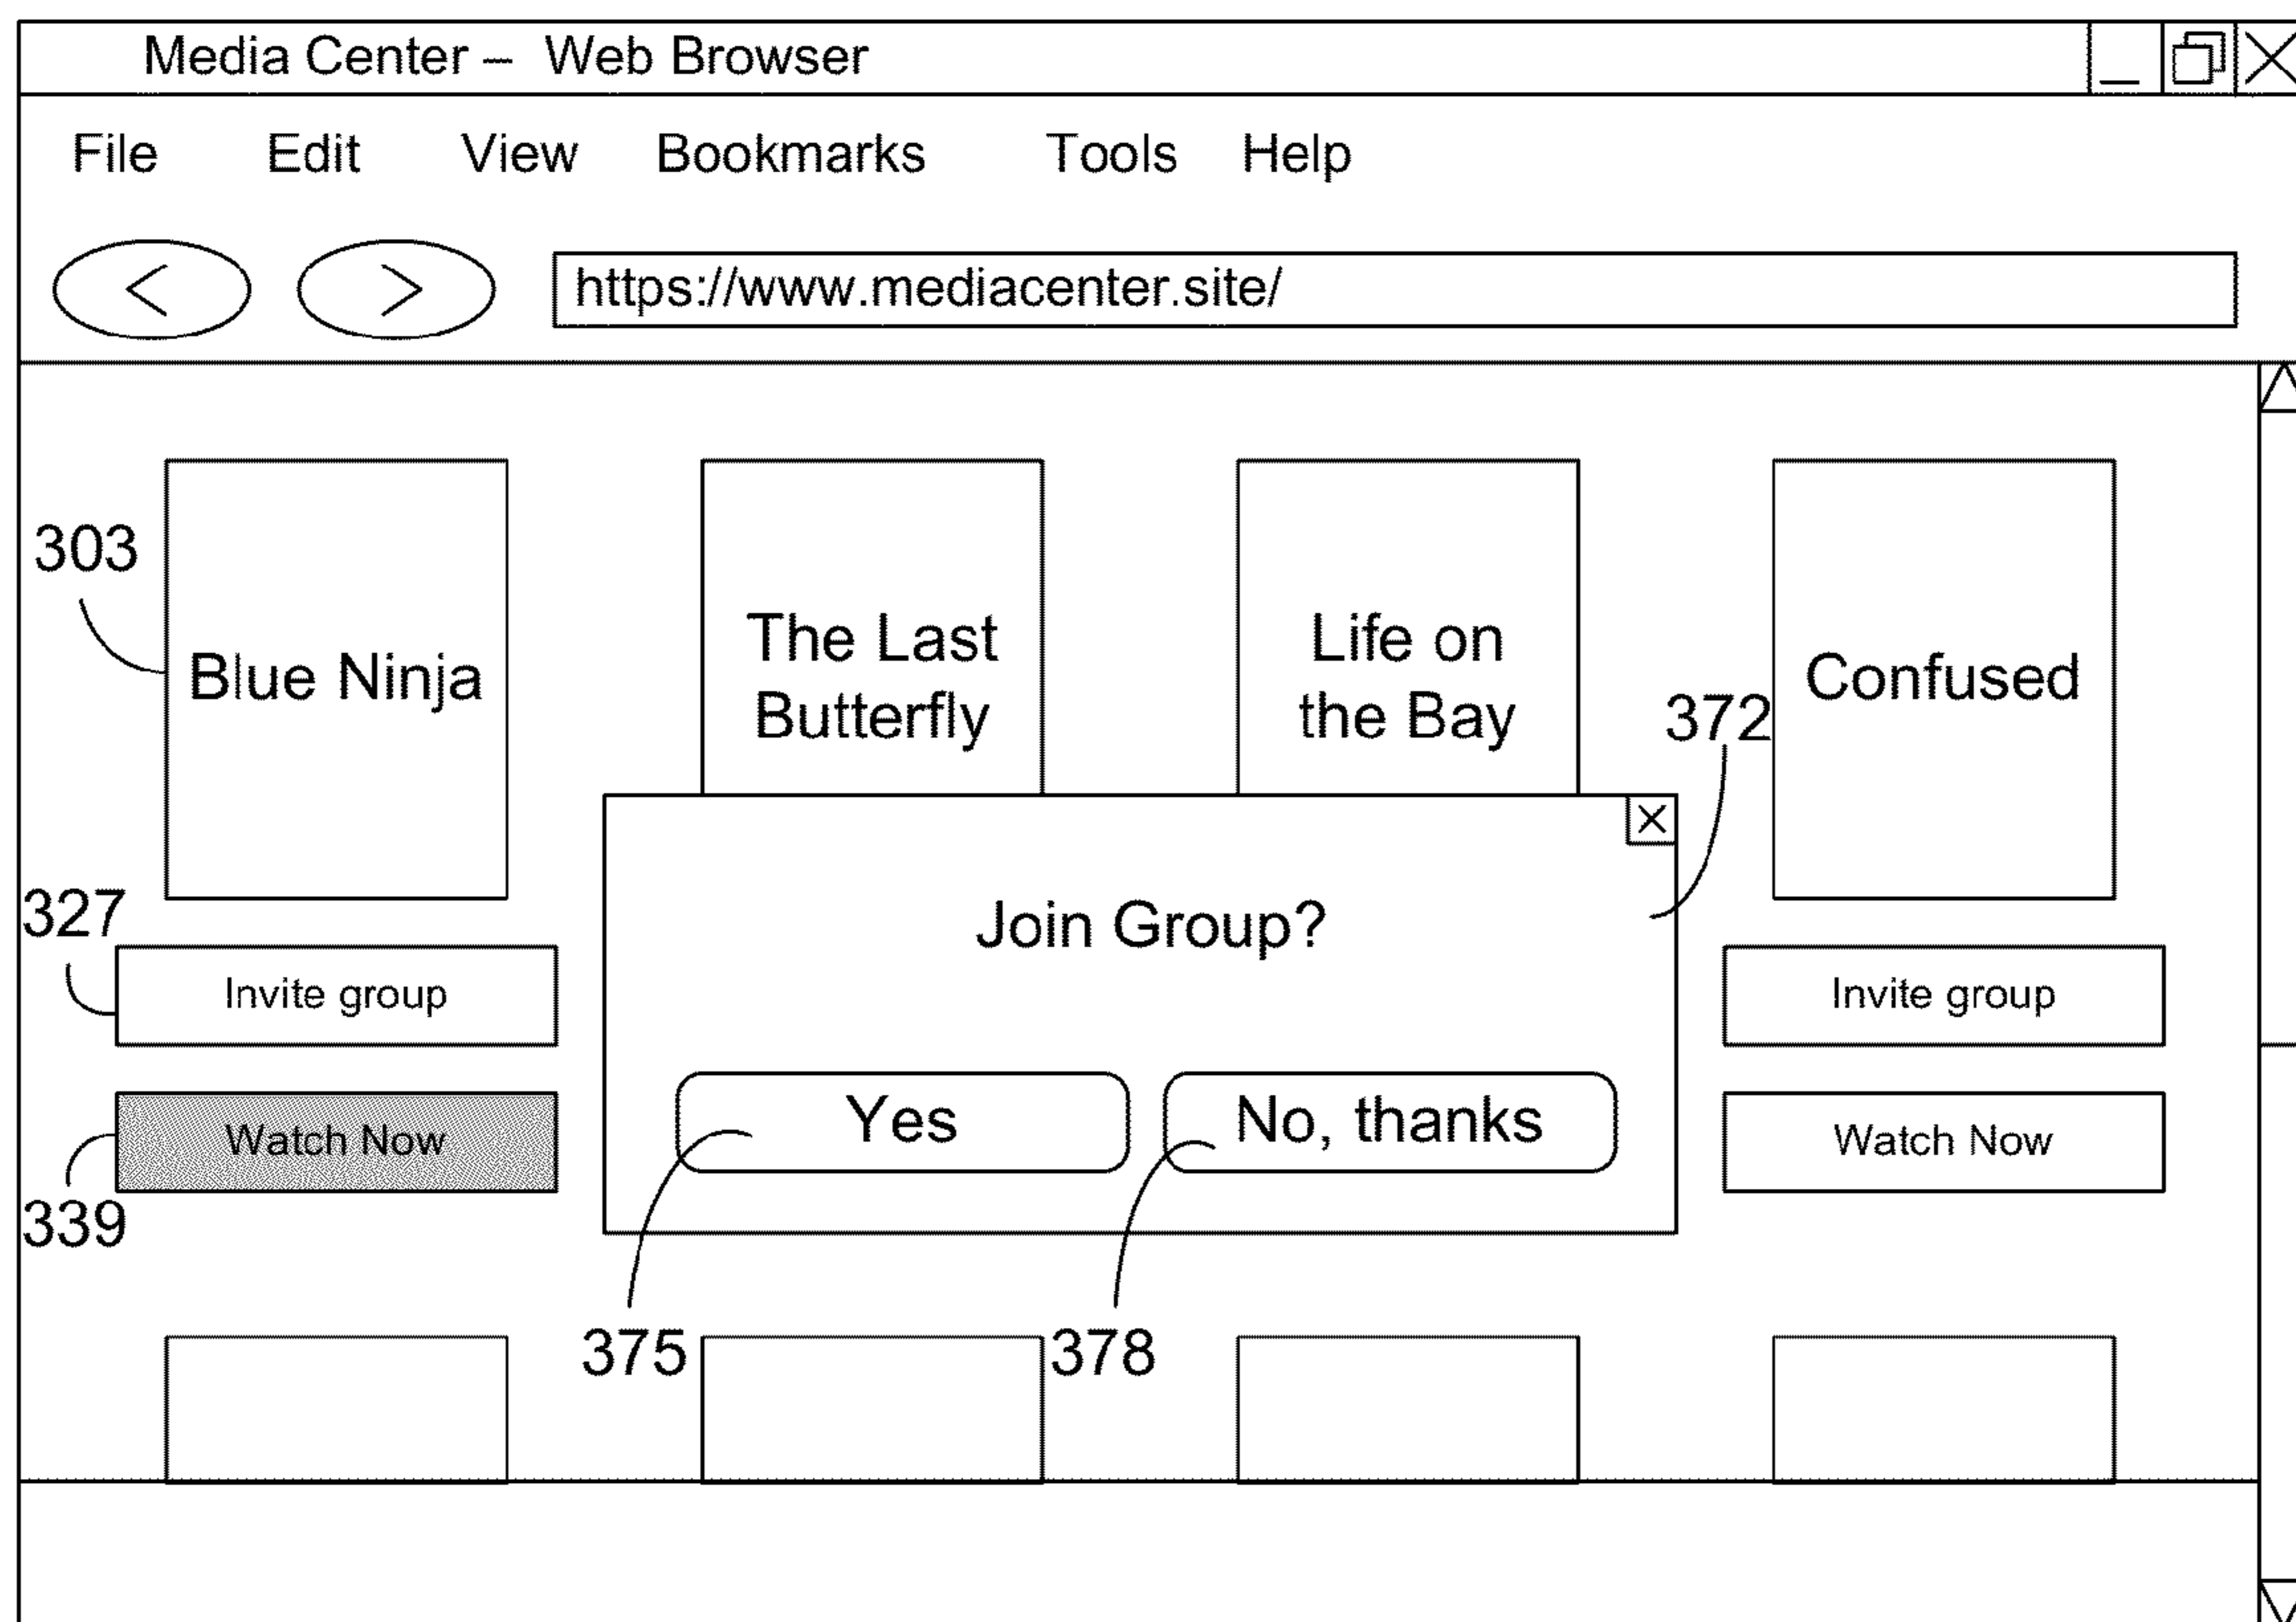 Media Center – Web Browser
File Edit View Bookmarks Tools Help
< > https://www.mediacenter.site/
303
Blue Ninja
The Last
Butterfly
Life on
the Bay
Confused
372
327
Join Group?
Invite group
Invite group
Yes
No, thanks
Watch Now
Watch Now
339
375
378